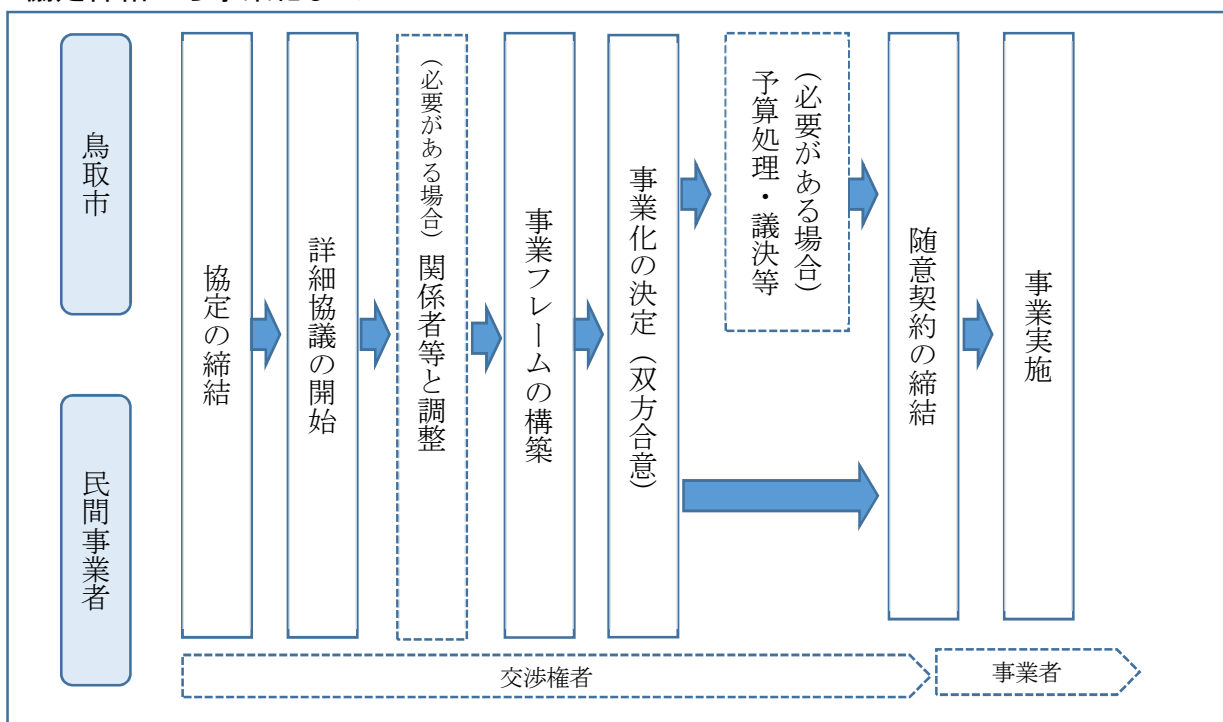 鳥取市
民間事業者
協定の締結
詳細協議の開始
(必要がある場合)関係者等と調整
事業フレームの構築
事業化の決定(双方合意)
(必要がある場合)
予算処理・議決等
随意契約の締結
事業実施
交渉権者
事業者